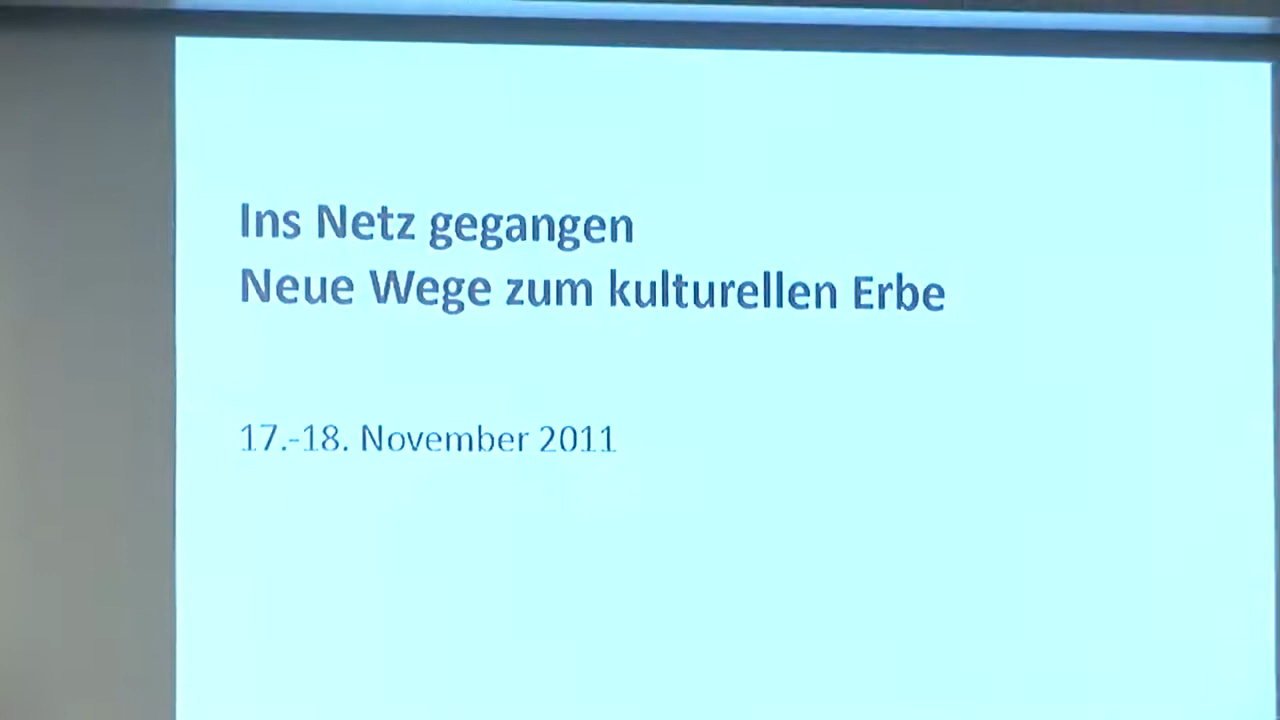 Ins Netz gegangen
Neue Wege zum kulturellen Erbe
17.-18. November 2011